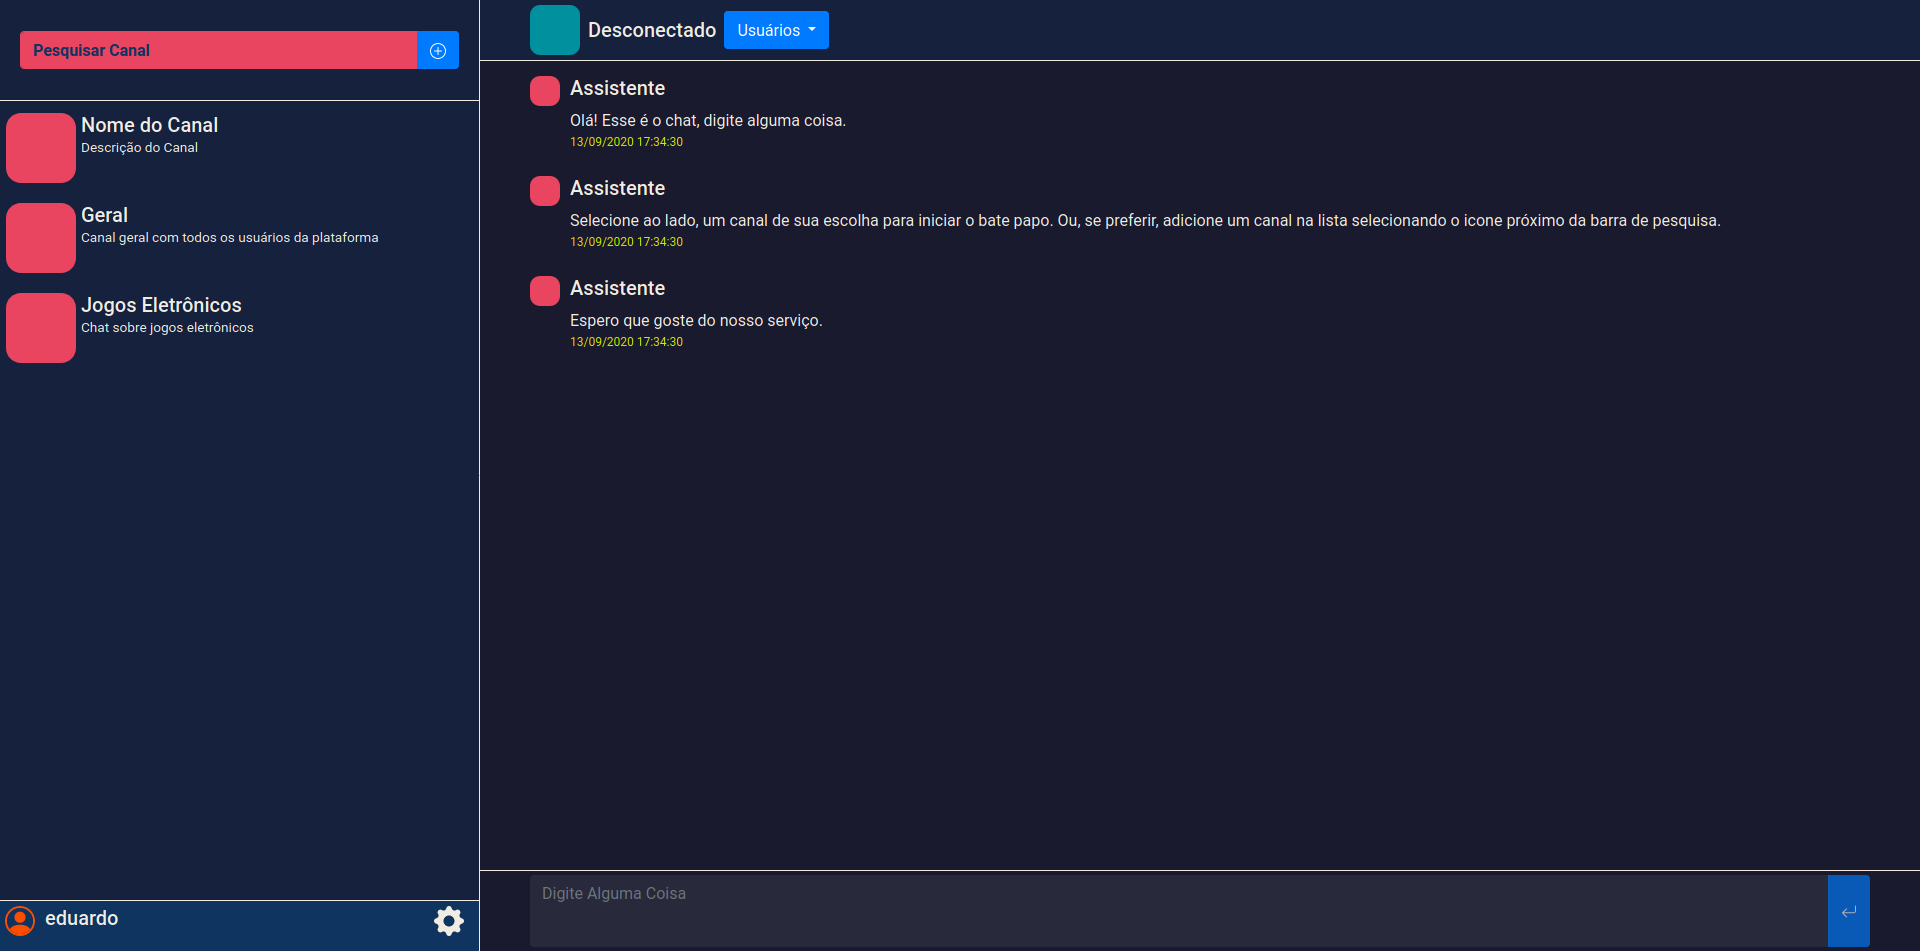 Pesquisar Canal
Nome do Canal
Descrição do Canal
Geral
Canal geral com todos os usuários da plataforma
Jogos Eletrônicos
Chat sobre jogos eletrônicos
eduardo
Desconectado
Usuários
Assistente
Olá! Esse é o chat, digite alguma coisa.
13/09/2020 17:34:30
Assistente
Selecione ao lado, um canal de sua escolha para iniciar o bate papo. Ou, se preferir, adicione um canal na lista selecionando o icone próximo da barra de pesquisa.
13/09/2020 17:34:30
Assistente
Espero que goste do nosso serviço.
13/09/2020 17:34:30
Digite Alguma Coisa